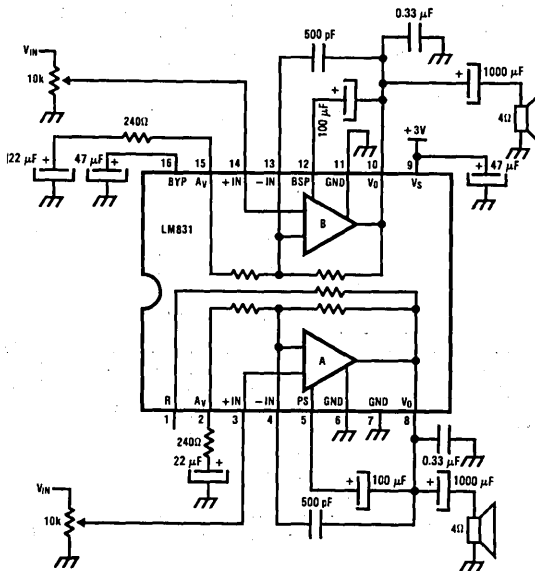 0.33 µF
500 pF
VIN
10k
1000 µF
100 µF
4Ω
240Ω
+3V
22 µF
47 µF
47 µF
16 15 14 13 12 11 10 9
BYP AV +IN -IN BSP GND VO VS
LM831
B
A
R AV +IN -IN PS GND GND VO
1 2 3 4 5 6 7 8
240Ω
22 µF
0.33 µF
100 µF
1000 µF
VIN
10k
500 pF
4Ω